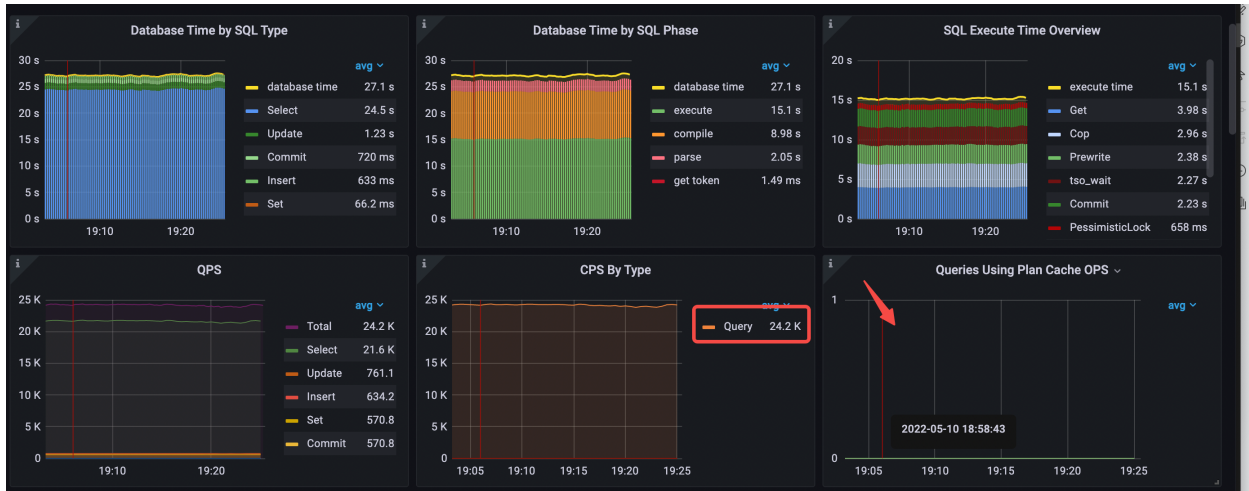 Database Time by SQL Type
30 s
25 s
20 s
15 s
10 s
5 s
0 s
19:10
19:20
avg
database time 27.1 s
Select 24.5 s
Update 1.23 s
Commit 720 ms
Insert 633 ms
Set 66.2 ms
Database Time by SQL Phase
30 s
25 s
20 s
15 s
10 s
5 s
0 s
19:10
19:20
avg
database time 27.1 s
execute 15.1 s
compile 8.98 s
parse 2.05 s
get token 1.49 ms
SQL Execute Time Overview
20 s
15 s
10 s
5 s
0 s
19:10
19:20
avg
execute time 15.1 s
Get 3.98 s
Cop 2.96 s
Prewrite 2.38 s
tso_wait 2.27 s
Commit 2.23 s
PessimisticLock 658 ms
QPS
25 K
20 K
15 K
10 K
5 K
0
19:10
19:20
avg
Total 24.2 K
Select 21.6 K
Update 761.1
Insert 634.2
Set 570.8
Commit 570.8
CPS By Type
25 K
20 K
15 K
10 K
5 K
0
19:05
19:10
19:15
19:20
19:25
avg
Query 24.2 K
Queries Using Plan Cache OPS
1
0
19:05
19:10
19:15
19:20
19:25
avg
2022-05-10 18:58:43